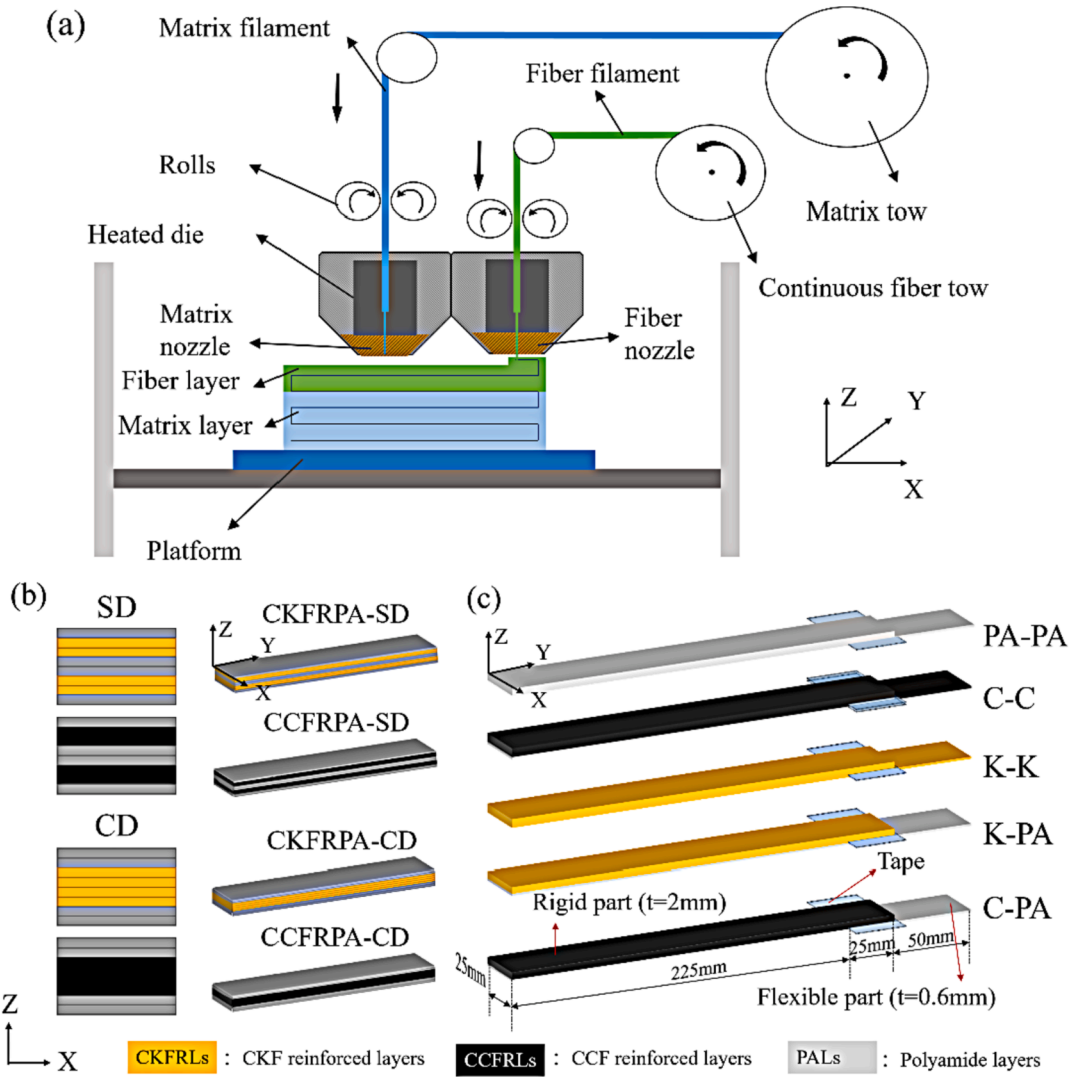 (a)
Matrix filament
Fiber filament
Rolls
Matrix tow
Heated die
Continuous fiber tow
Matrix
nozzle
Fiber
nozzle
Fiber layer
Matrix layer
Z
Y
X
Platform
(b)
SD
CKFRPA-SD
Z
Y
X
CCFRPA-SD
CD
CKFRPA-CD
CCFRPA-CD
Z
X
(c)
Z
Y
X
PA-PA
C-C
K-K
K-PA
Tape
C-PA
Rigid part (t=2mm)
25mm
225mm
25mm
50mm
Flexible part (t=0.6mm)
CKFRLs : CKF reinforced layers
CCFRLs : CCF reinforced layers
PALs : Polyamide layers